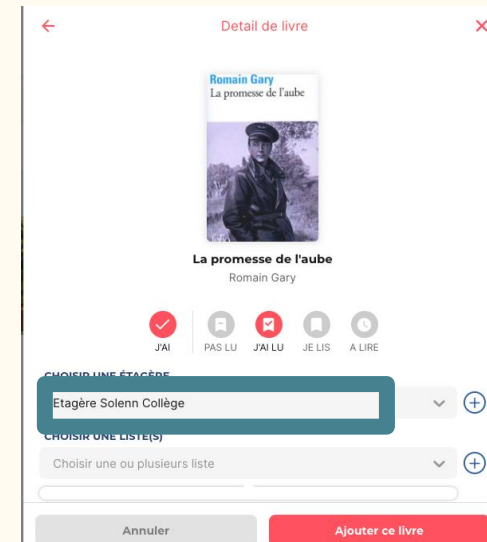 Detail de livre
Romain Gary
La promesse de l'aube
La promesse de l'aube
Romain Gary
J'AI
PAS LU
J'AI LU
JE LIS
A LIRE
CHOISIR UNE ÉTAGÈRE
Etagère Solenn Collège
CHOISIR UNE LISTE(S)
Choisir une ou plusieurs liste
Annuler
Ajouter ce livre